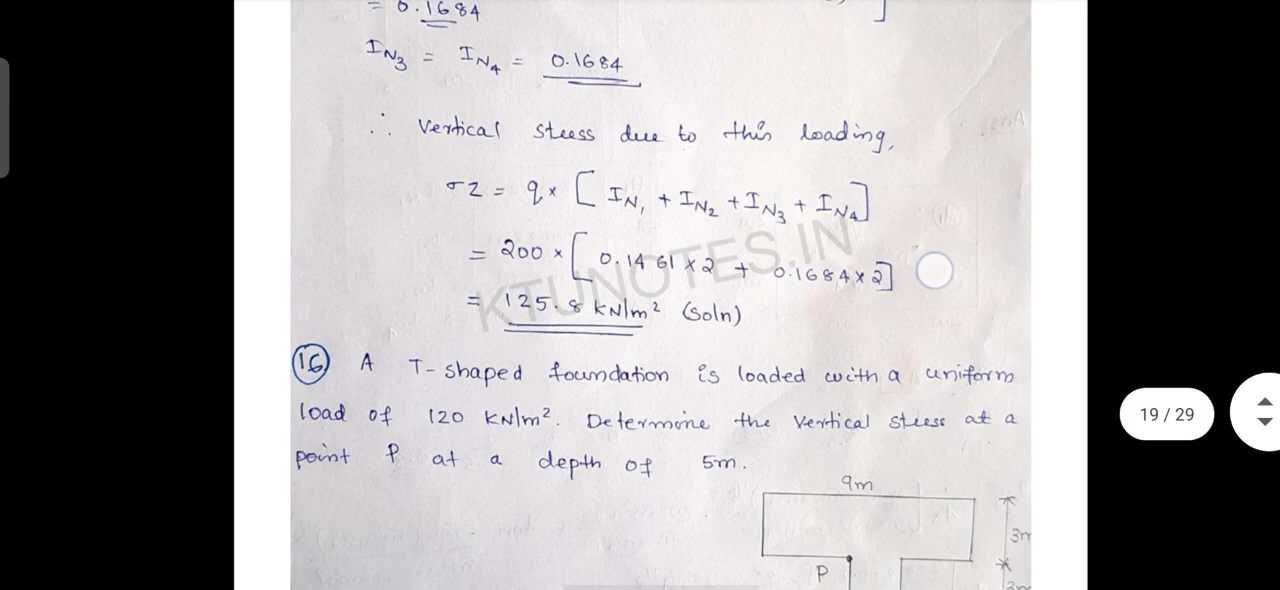 = 0.1684
IN3 = IN4 = 0.1684
∴ Vertical stress due to this loading,
σz = q × [ IN1 + IN2 + IN3 + IN4 ]
= 200 × [ 0.1461 × 2 + 0.1684 × 2 ]
= 125.8 kN/m² (Soln)
KTUNOTES.IN
16 A T-shaped foundation is loaded with a uniform
load of 120 kN/m². Determine the vertical stress at a
point P at a depth of 5m.
9m
3m
P
3m
19 / 29